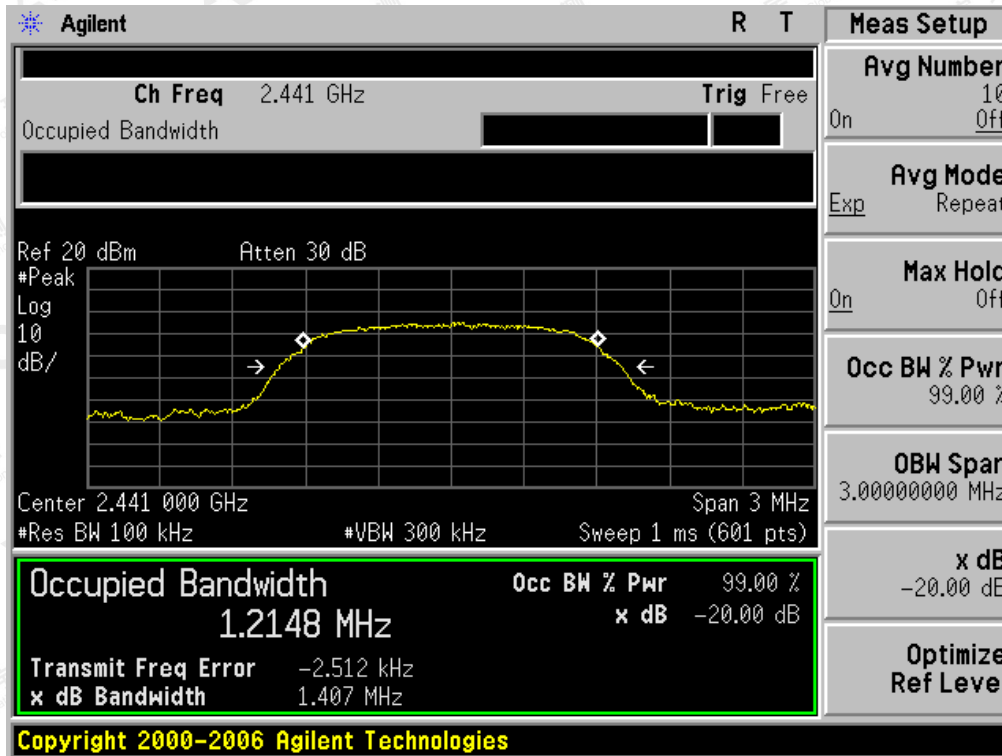 Agilent R T Meas Setup
Avg Number
10
On Off
Ch Freq 2.441 GHz Trig Free
Occupied Bandwidth
Avg Mode
Exp Repeat
Ref 20 dBm Atten 30 dB
#Peak
Log
10
dB/
Max Hold
On Off
Occ BW % Pwr
99.00 %
OBW Span
3.00000000 MHz
Center 2.441 000 GHz Span 3 MHz
#Res BW 100 kHz #VBW 300 kHz Sweep 1 ms (601 pts)
x dB
-20.00 dB
Occupied Bandwidth Occ BW % Pwr 99.00 %
1.2148 MHz x dB -20.00 dB
Transmit Freq Error -2.512 kHz
x dB Bandwidth 1.407 MHz
Optimize
Ref Level
Copyright 2000-2006 Agilent Technologies